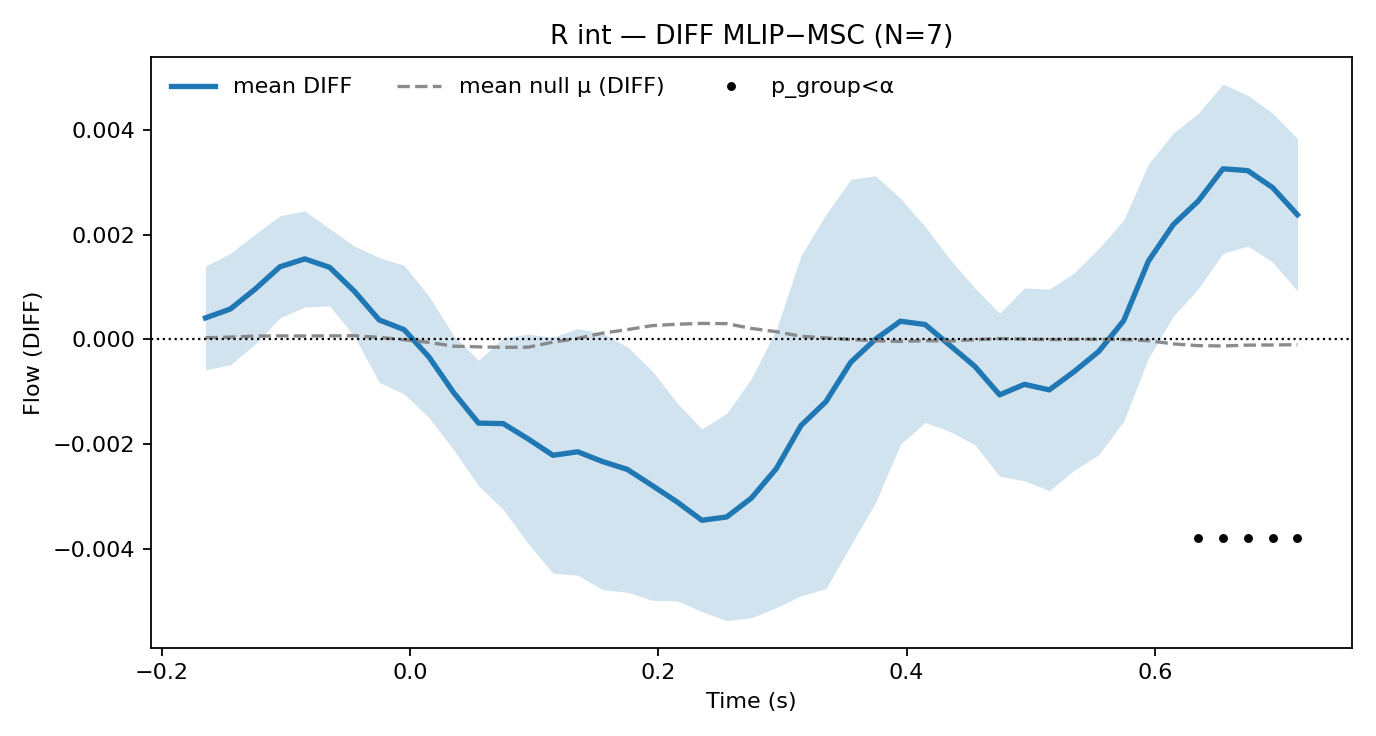 R int — DIFF MLIP−MSC (N=7)
mean DIFF mean null μ (DIFF) p_group<α
0.004
0.002
0.000
−0.002
−0.004
Flow (DIFF)
−0.2 0.0 0.2 0.4 0.6
Time (s)